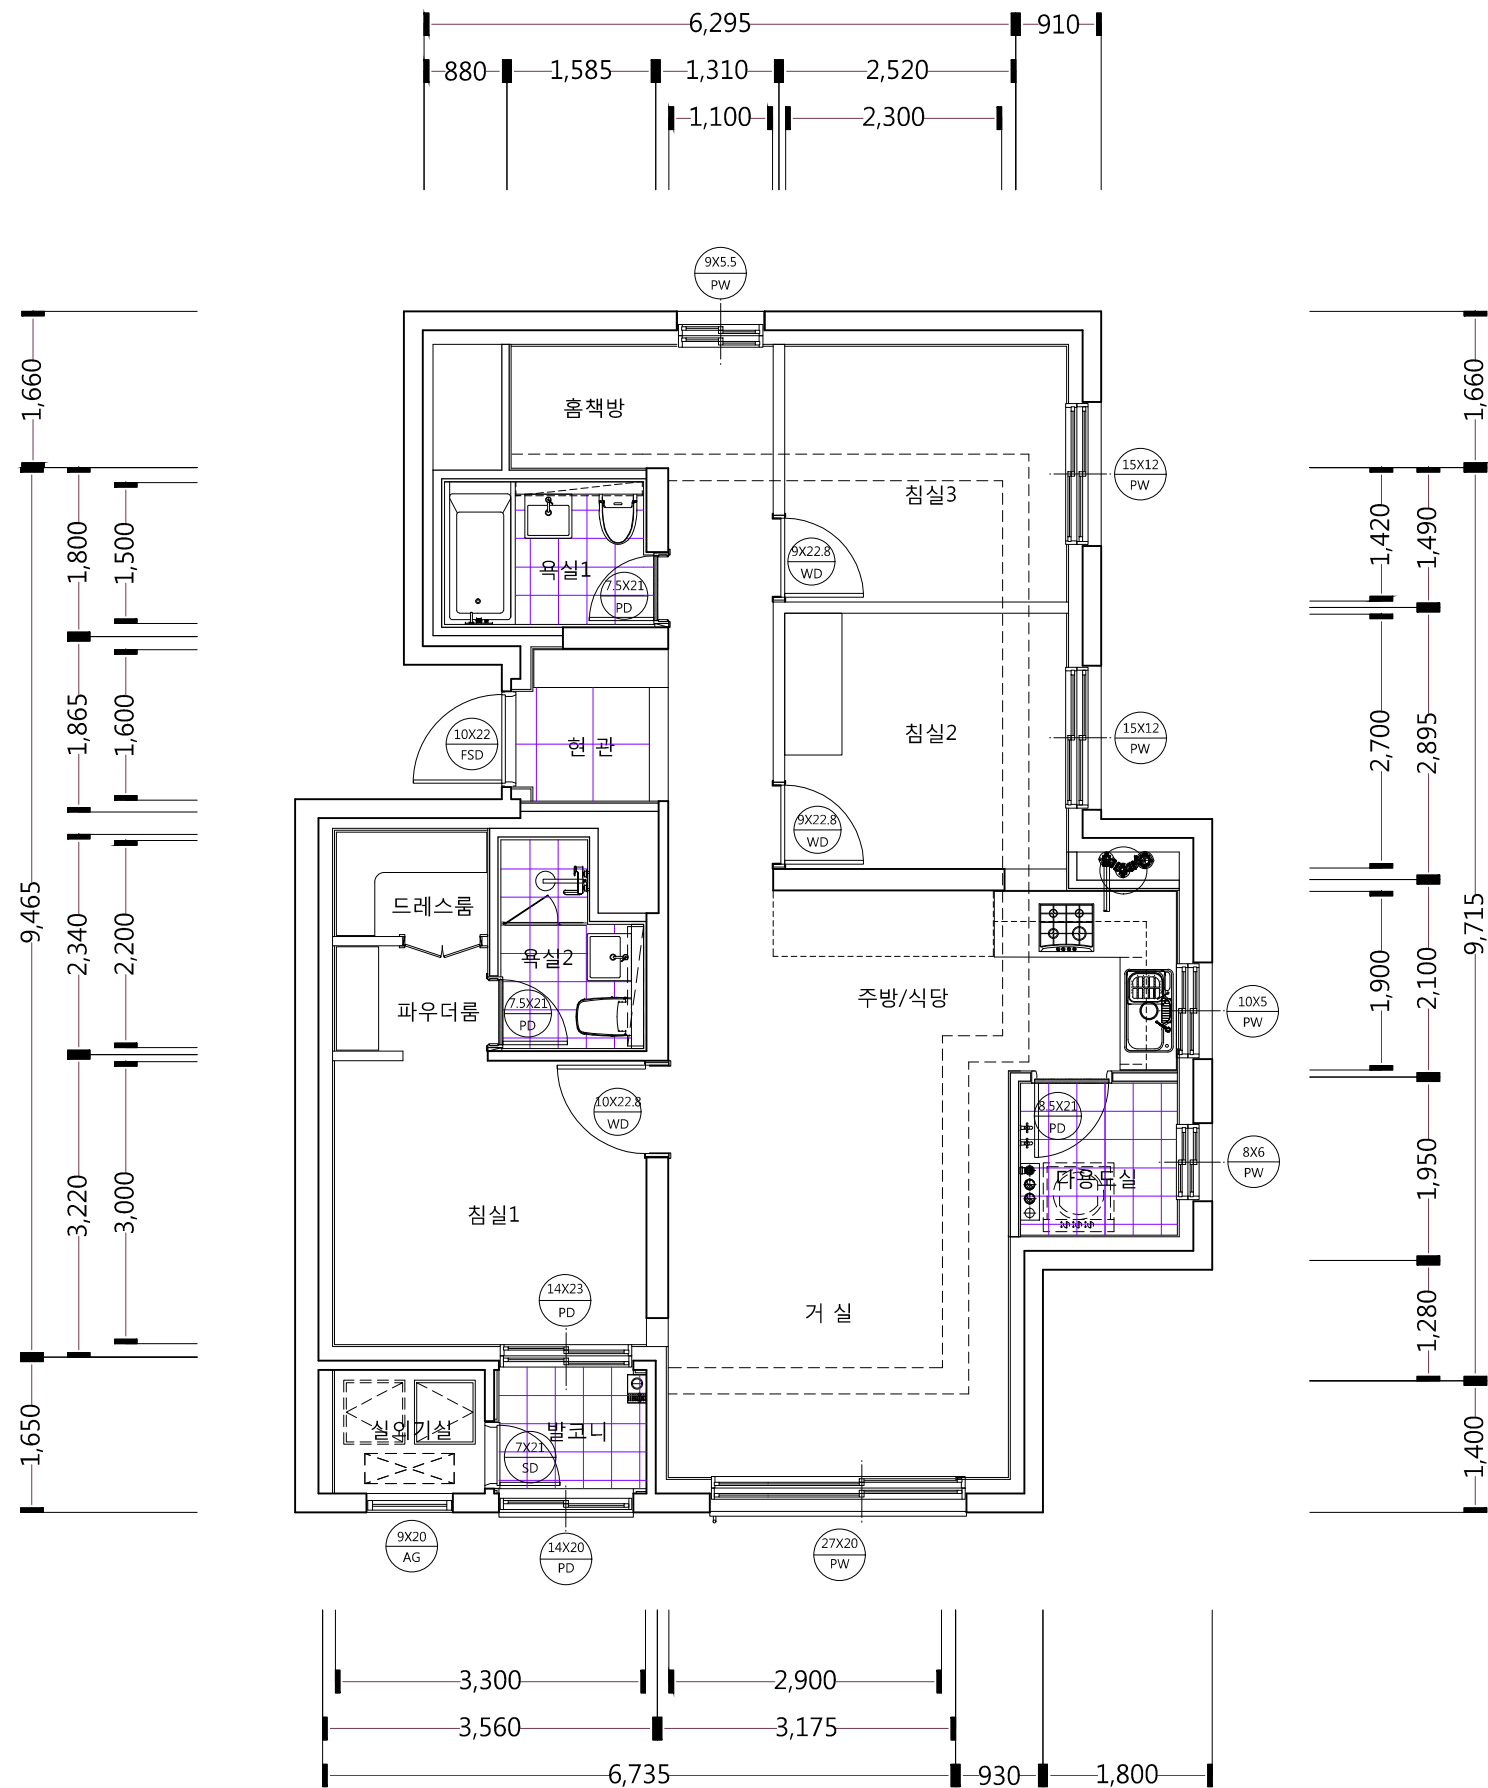 6,295
910
880
1,585
1,310
2,520
1,100
2,300
9X5.5
PW
1,660
1,660
홈책방
침실3
15X12
PW
1,800
1,500
욕실1
7.5X21
PD
9X22.8
WD
1,420
1,490
1,865
1,600
10X22
FSD
현 관
침실2
15X12
PW
2,700
2,895
9X22.8
WD
9,465
2,340
2,200
드레스룸
욕실2
파우더룸
7.5X21
PD
주방/식당
10X5
PW
1,900
2,100
9,715
10X22.8
WD
8.5X21
PD
8X6
PW
다용도실
1,950
3,220
3,000
침실1
14X23
PD
거 실
1,280
1,650
실외기실
발코니
7X21
SD
1,400
9X20
AG
14X20
PD
27X20
PW
3,300
2,900
3,560
3,175
6,735
930
1,800